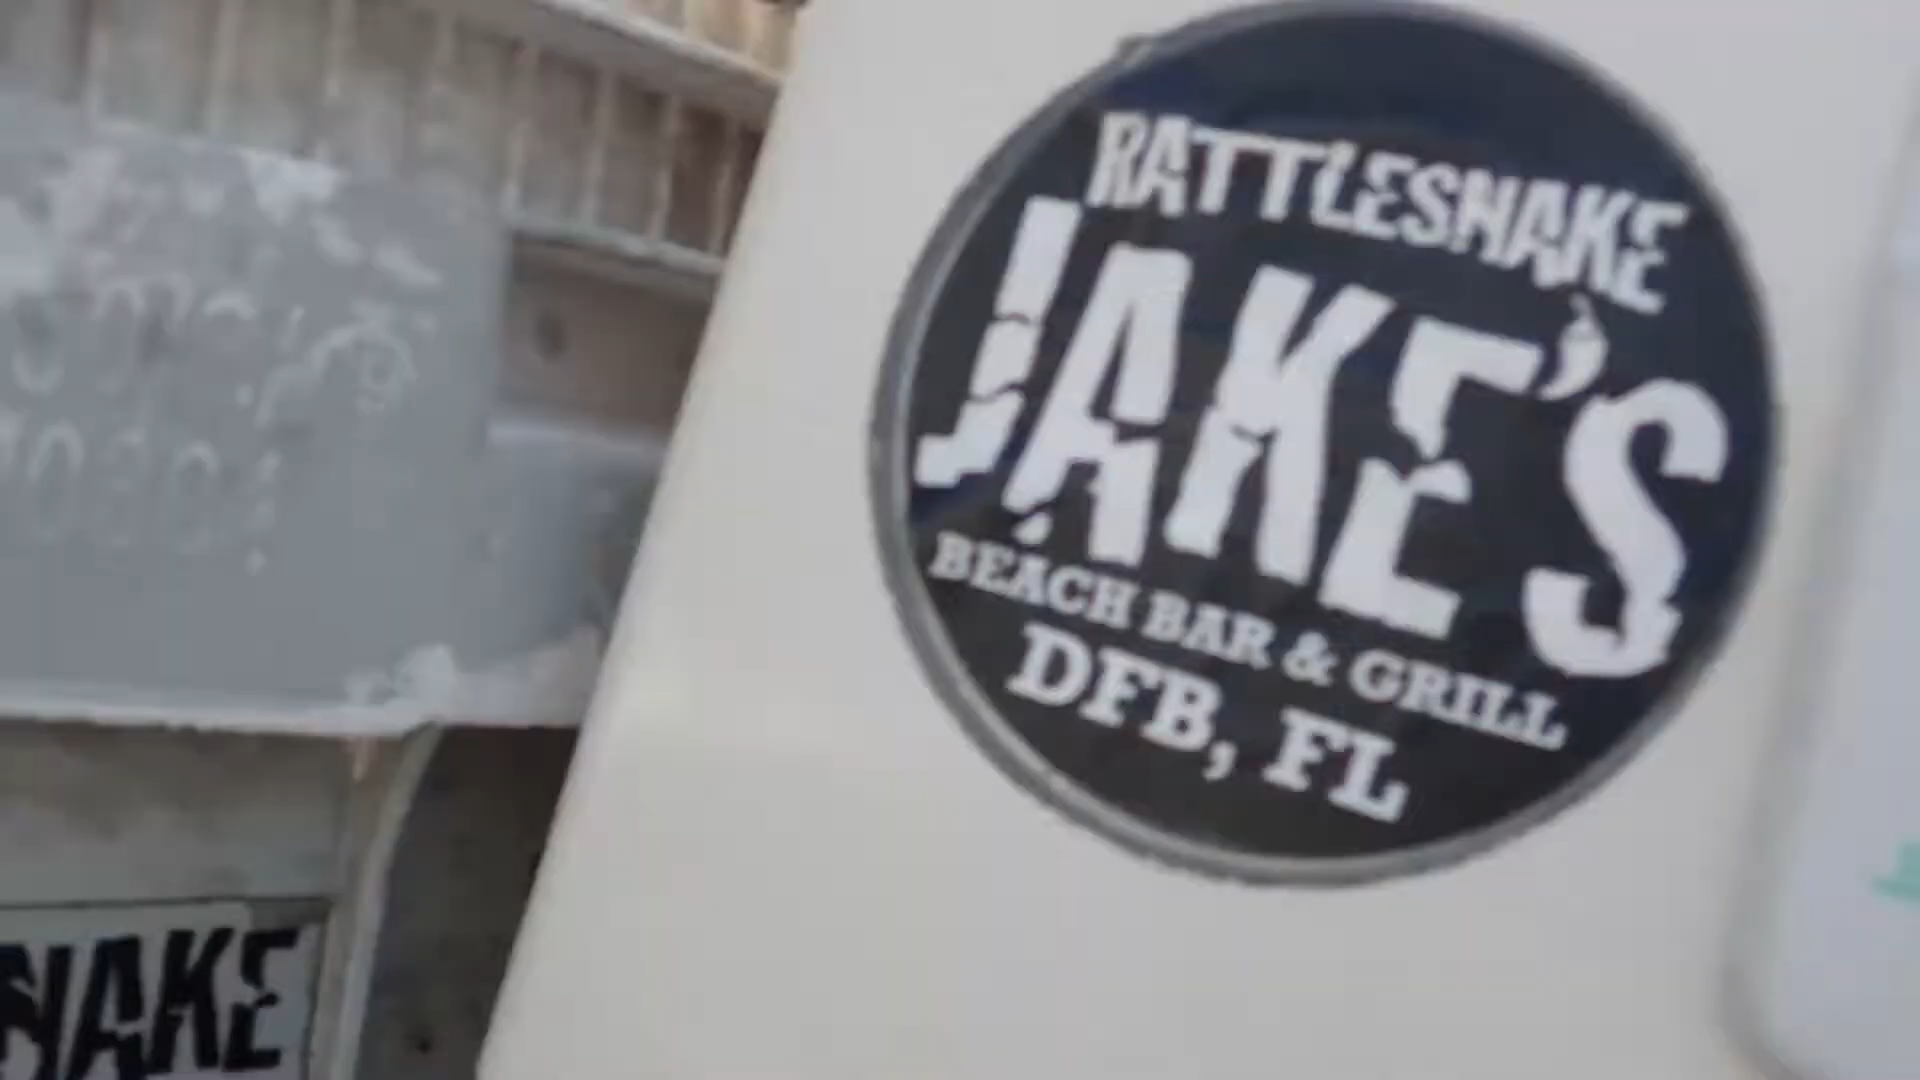 RATTLESNAKE
JAKE'S
BEACH BAR & GRILL
DFB, FL
NAKE